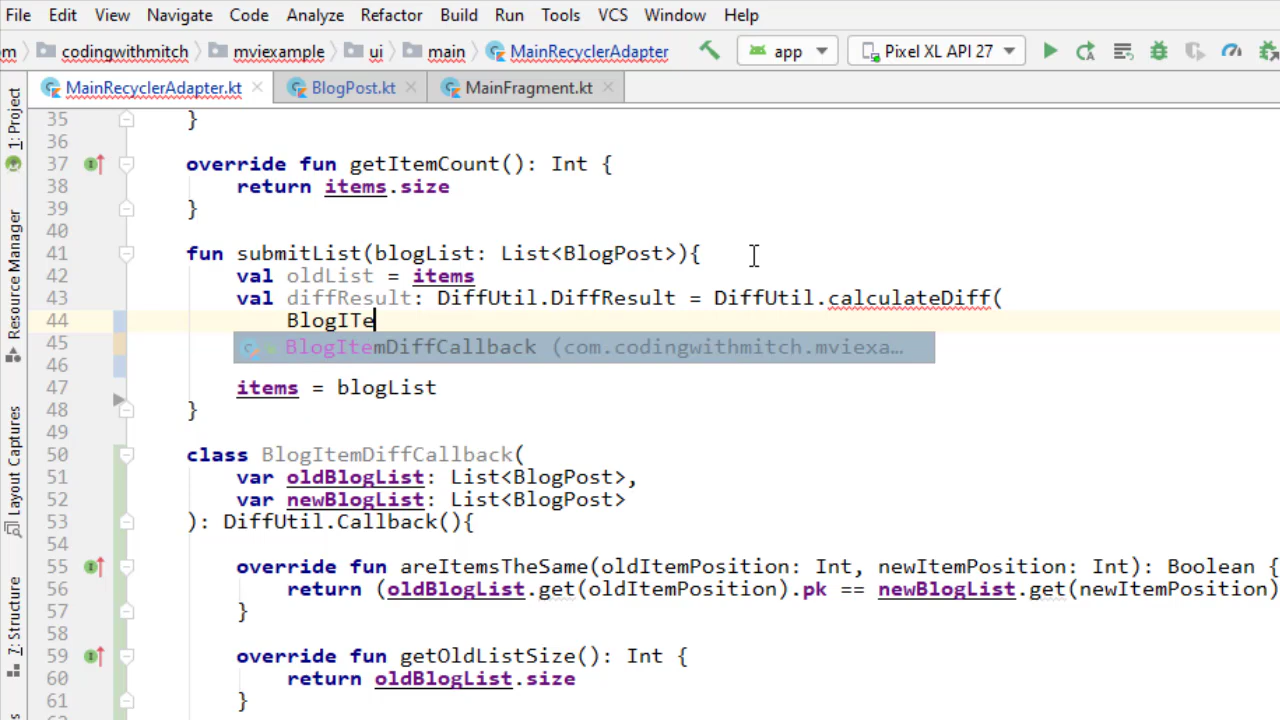 File Edit View Navigate Code Analyze Refactor Build Run Tools VCS Window Help
codingwithmitch mviexample ui main MainRecyclerAdapter app Pixel XL API 27
MainRecyclerAdapter.kt BlogPost.kt MainFragment.kt
1: Project
Resource Manager
Layout Captures
7: Structure
35 }
36
37 override fun getItemCount(): Int {
38 return items.size
39 }
40
41 fun submitList(blogList: List<BlogPost>){
42 val oldList = items
43 val diffResult: DiffUtil.DiffResult = DiffUtil.calculateDiff(
44 BlogITe
45 BlogItemDiffCallback (com.codingwithmitch.mviexa…
46
47 items = blogList
48 }
49
50 class BlogItemDiffCallback(
51 var oldBlogList: List<BlogPost>,
52 var newBlogList: List<BlogPost>
53 ): DiffUtil.Callback(){
54
55 override fun areItemsTheSame(oldItemPosition: Int, newItemPosition: Int): Boolean {
56 return (oldBlogList.get(oldItemPosition).pk == newBlogList.get(newItemPosition)
57 }
58
59 override fun getOldListSize(): Int {
60 return oldBlogList.size
61 }